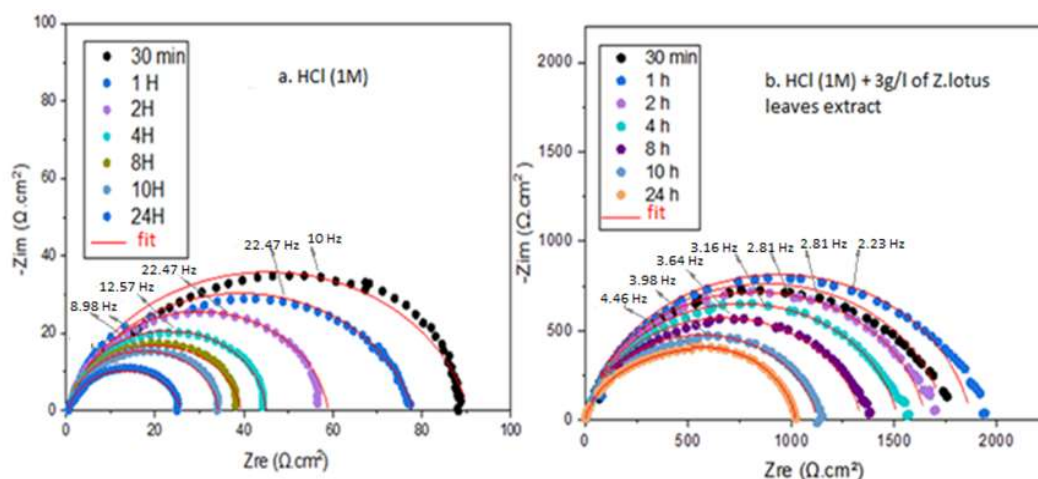 100
80
60
40
20
0
-Zim (Ω.cm²)
30 min
1 H
2H
4H
8H
10H
24H
fit
a. HCl (1M)
8.98 Hz
12.57 Hz
22.47 Hz
22.47 Hz
10 Hz
0 20 40 60 80 100
Zre (Ω.cm²)
2000
1500
1000
500
0
-Zim (Ω.cm²)
30 min
1 h
2 h
4 h
8 h
10 h
24 h
fit
b. HCl (1M) + 3g/l of Z.lotus
leaves extract
4.46 Hz
3.98 Hz
3.64 Hz
3.16 Hz
2.81 Hz
2.81 Hz
2.23 Hz
0 500 1000 1500 2000
Zre (Ω.cm²)